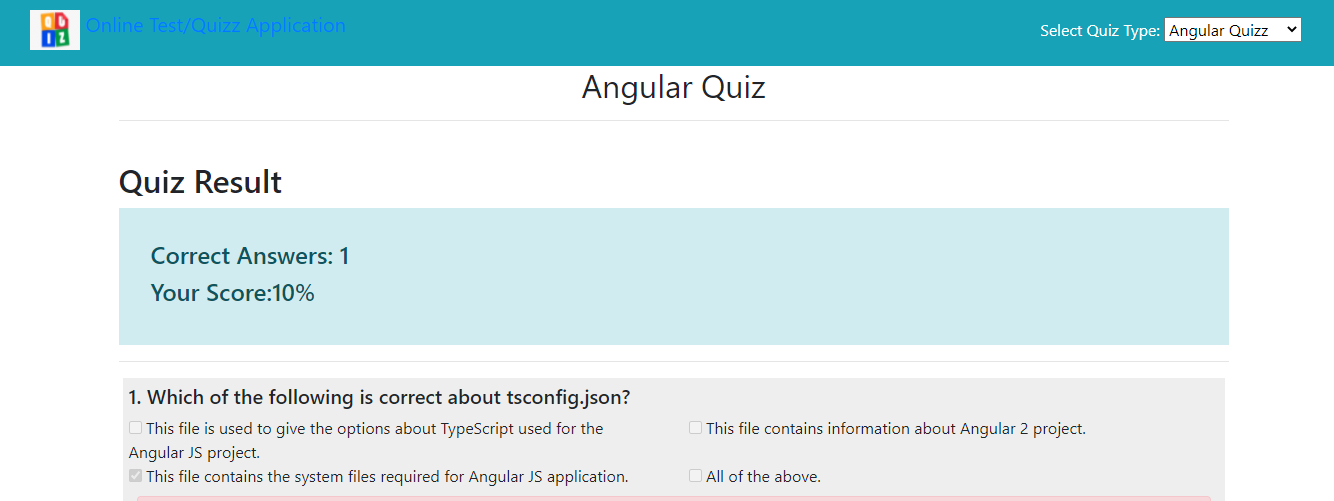 QUIZ
Online Test/Quizz Application
Select Quiz Type: Angular Quizz
Angular Quiz
Quiz Result
Correct Answers: 1
Your Score:10%
1. Which of the following is correct about tsconfig.json?
This file is used to give the options about TypeScript used for the
Angular JS project.
This file contains information about Angular 2 project.
This file contains the system files required for Angular JS application.
All of the above.